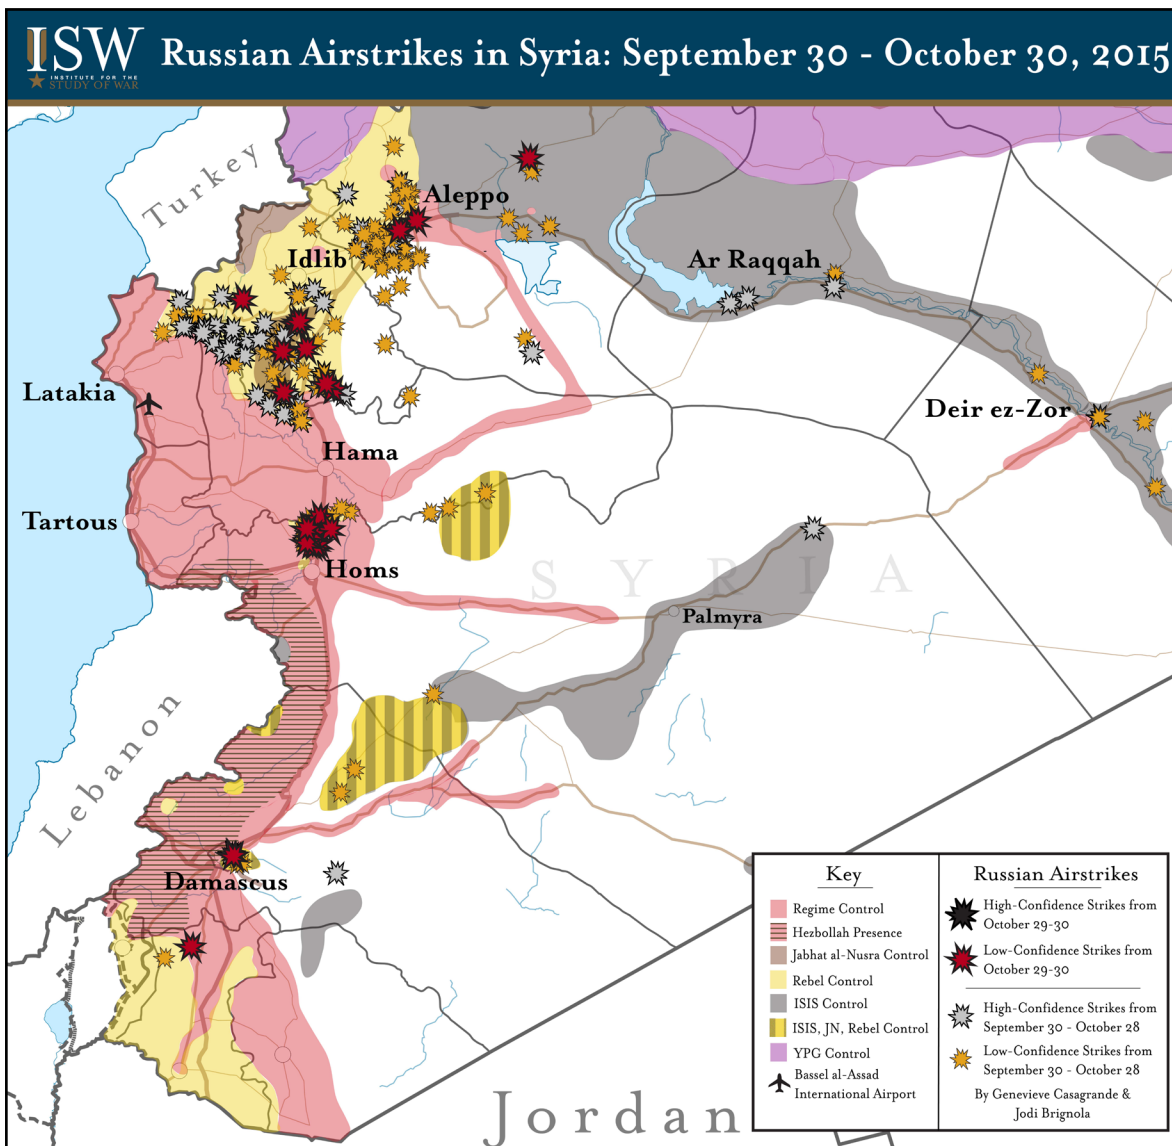 ISW
INSTITUTE FOR THE
STUDY OF WAR
Russian Airstrikes in Syria: September 30 - October 30, 2015
Turkey
Aleppo
Idlib
Ar Raqqah
Latakia
Deir ez-Zor
Hama
Tartous
Homs
SYRIA
Palmyra
Lebanon
Damascus
Jordan
Key
Regime Control
Hezbollah Presence
Jabhat al-Nusra Control
Rebel Control
ISIS Control
ISIS, JN, Rebel Control
YPG Control
Bassel al-Assad
International Airport
Russian Airstrikes
High-Confidence Strikes from
October 29-30
Low-Confidence Strikes from
October 29-30
High-Confidence Strikes from
September 30 - October 28
Low-Confidence Strikes from
September 30 - October 28
By Genevieve Casagrande &
Jodi Brignola